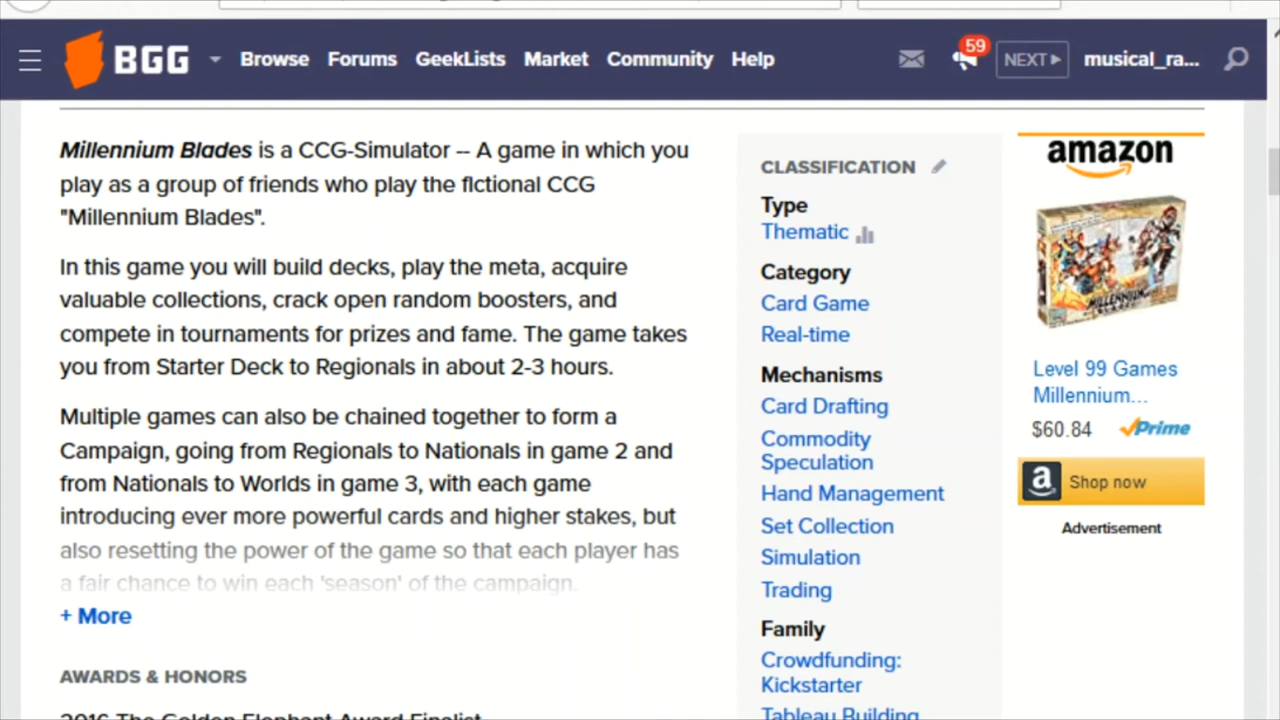 BGG
Browse
Forums
GeekLists
Market
Community
Help
59
NEXT
musical_ra...
Millennium Blades is a CCG-Simulator -- A game in which you
play as a group of friends who play the fictional CCG
"Millennium Blades".
In this game you will build decks, play the meta, acquire
valuable collections, crack open random boosters, and
compete in tournaments for prizes and fame. The game takes
you from Starter Deck to Regionals in about 2-3 hours.
Multiple games can also be chained together to form a
Campaign, going from Regionals to Nationals in game 2 and
from Nationals to Worlds in game 3, with each game
introducing ever more powerful cards and higher stakes, but
also resetting the power of the game so that each player has
a fair chance to win each 'season' of the campaign.
+ More
AWARDS & HONORS
2016 The Golden Elephant Award Finalist
CLASSIFICATION
Type
Thematic
Category
Card Game
Real-time
Mechanisms
Card Drafting
Commodity
Speculation
Hand Management
Set Collection
Simulation
Trading
Family
Crowdfunding:
Kickstarter
Tableau Building
amazon
MILLENNIUM
BLADES
Level 99 Games
Millennium...
$60.84
Prime
a
Shop now
Advertisement